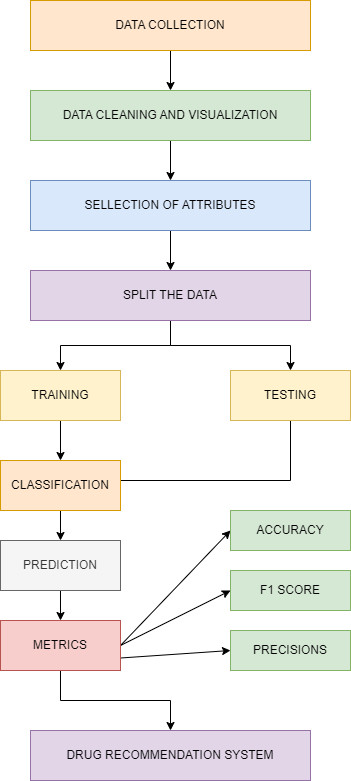 DATA COLLECTION
DATA CLEANING AND VISUALIZATION
SELLECTION OF ATTRIBUTES
SPLIT THE DATA
TRAINING
TESTING
CLASSIFICATION
PREDICTION
METRICS
ACCURACY
F1 SCORE
PRECISIONS
DRUG RECOMMENDATION SYSTEM